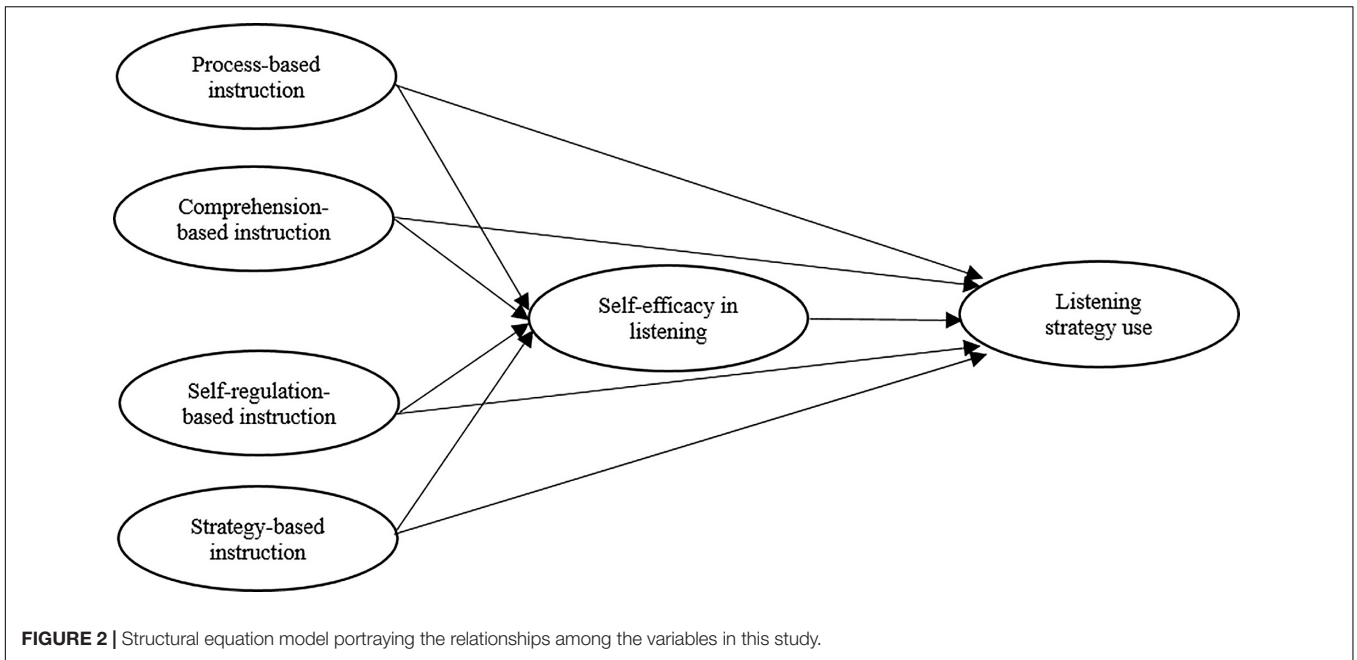 Process-based
instruction
Comprehension-
based instruction
Self-efficacy in
listening
Listening
strategy use
Self-regulation-
based instruction
Strategy-based
instruction
FIGURE 2 | Structural equation model portraying the relationships among the variables in this study.